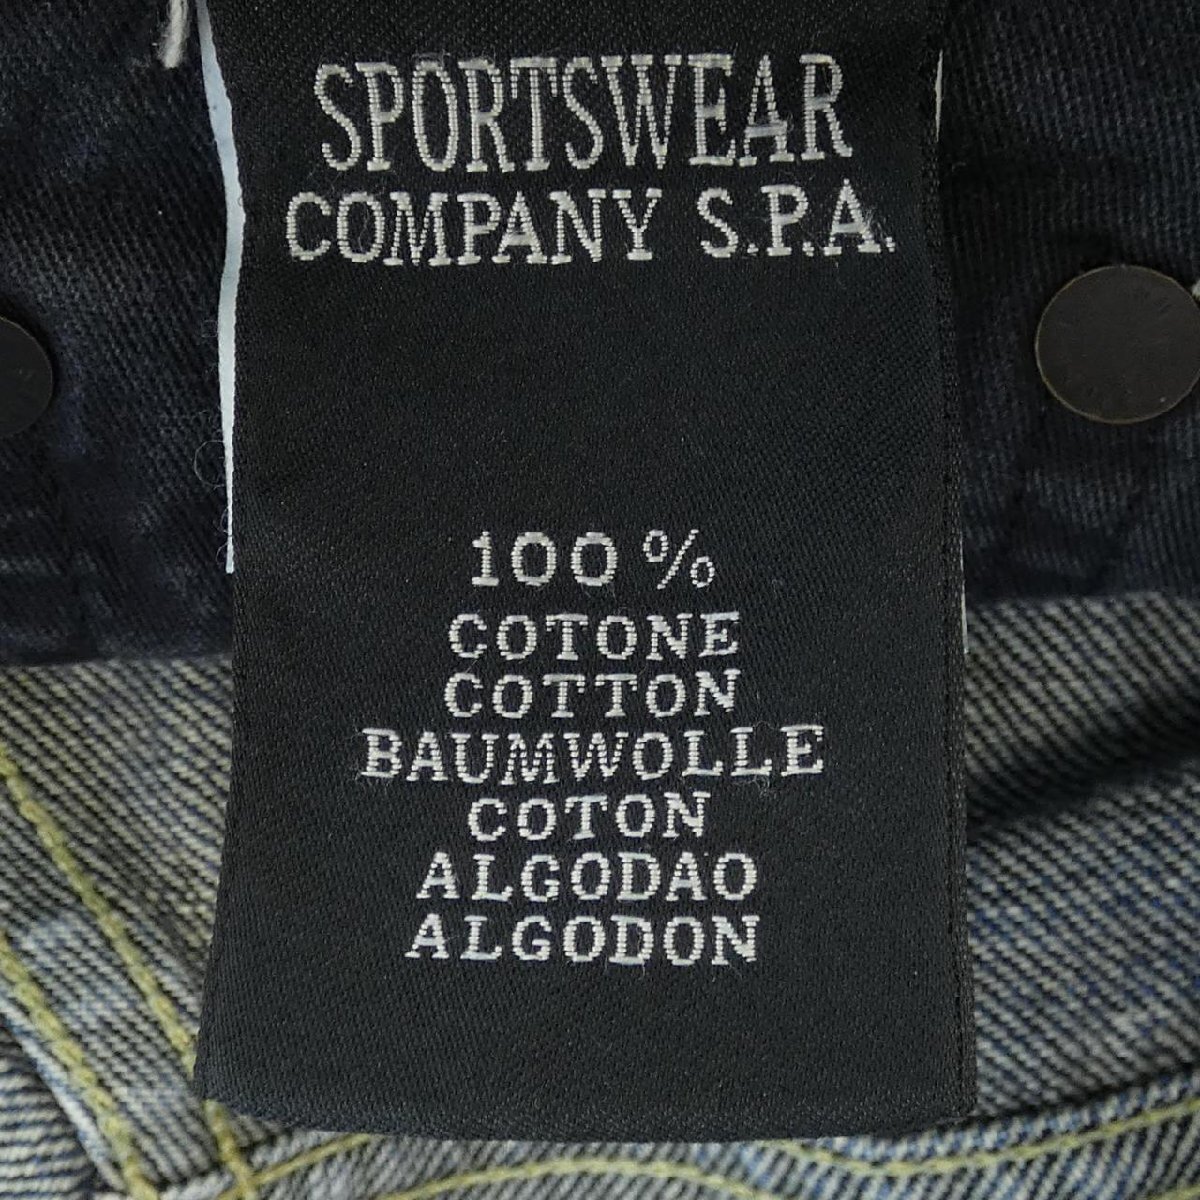 SPORTSWEAR
COMPANY S.P.A.
100 %
COTONE
COTTON
BAUMWOLLE
COTON
ALGODAO
ALGODON